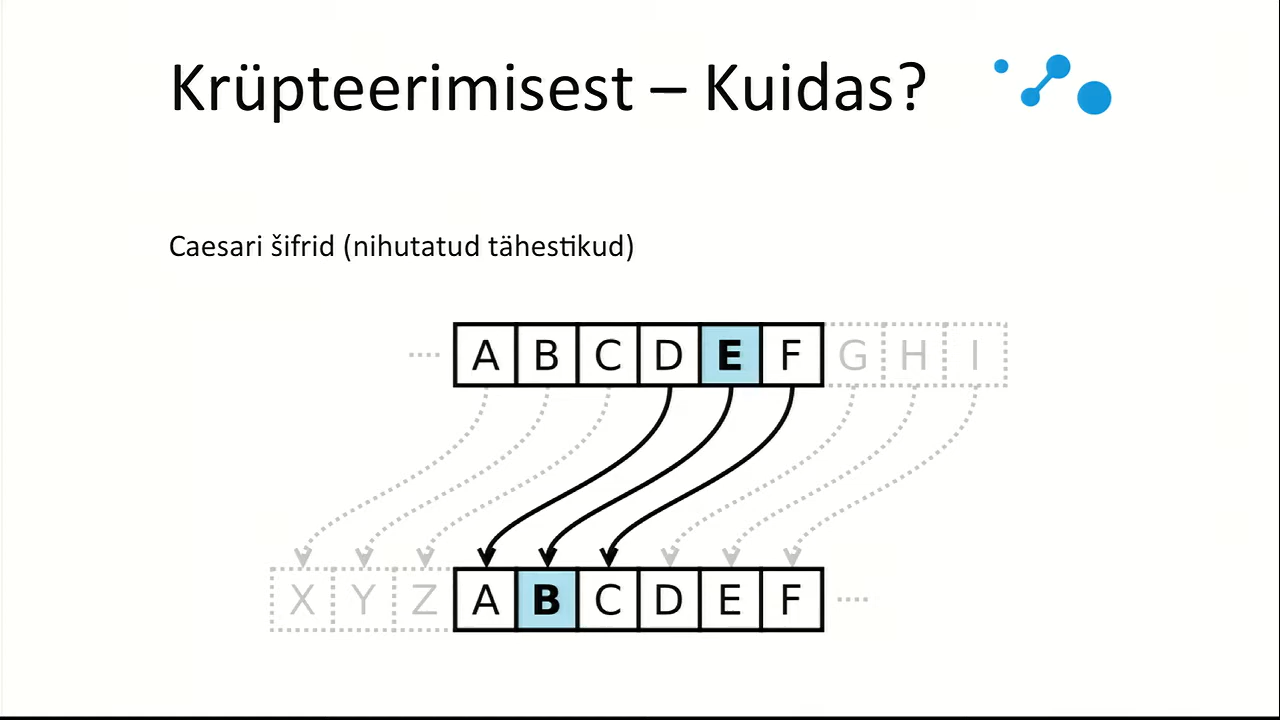 Krüpteerimisest – Kuidas?
Caesari šifrid (nihutatud tähestikud)
A B C D E F G H I
X Y Z A B C D E F